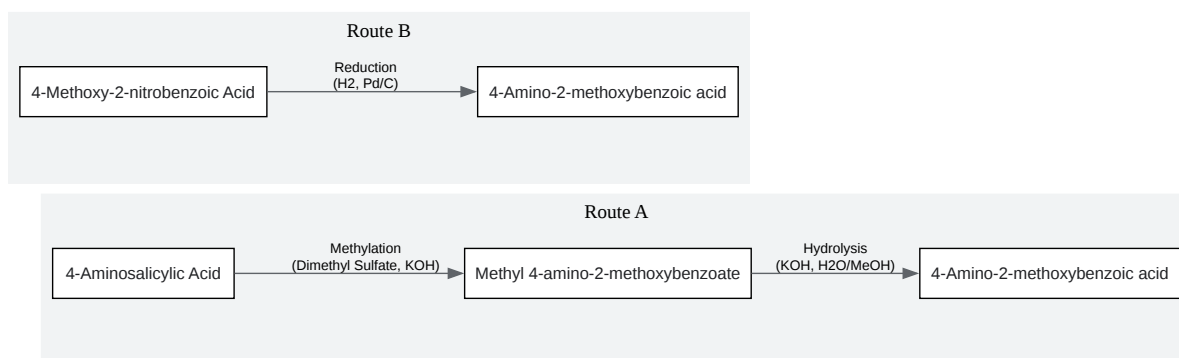 Route B
4-Methoxy-2-nitrobenzoic Acid
Reduction
(H2, Pd/C)
4-Amino-2-methoxybenzoic acid
Route A
4-Aminosalicylic Acid
Methylation
(Dimethyl Sulfate, KOH)
Methyl 4-amino-2-methoxybenzoate
Hydrolysis
(KOH, H2O/MeOH)
4-Amino-2-methoxybenzoic acid